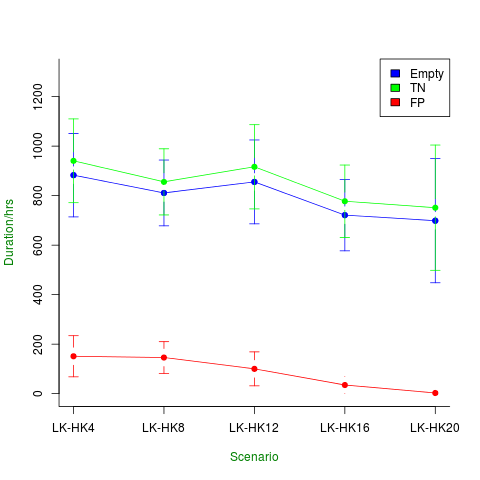 Empty
TN
FP
Duration/hrs
1200
1000
800
600
400
200
0
LK-HK4 LK-HK8 LK-HK12 LK-HK16 LK-HK20
Scenario